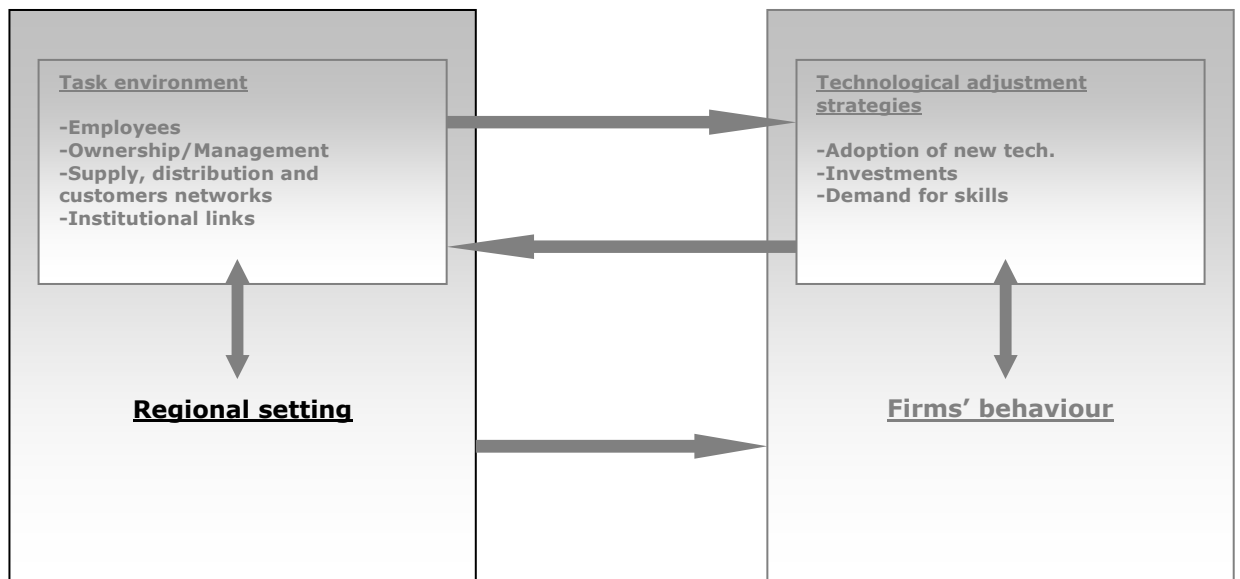 Task environment
-Employees
-Ownership/Management
-Supply, distribution and
customers networks
-Institutional links
Regional setting
Technological adjustment
strategies
-Adoption of new tech.
-Investments
-Demand for skills
Firms’ behaviour